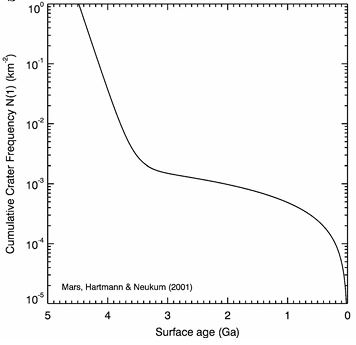 10^0
10^-1
10^-2
10^-3
10^-4
10^-5
Cumulative Crater Frequency N(1) (km^-2)
Mars, Hartmann & Neukum (2001)
5 4 3 2 1 0
Surface age (Ga)